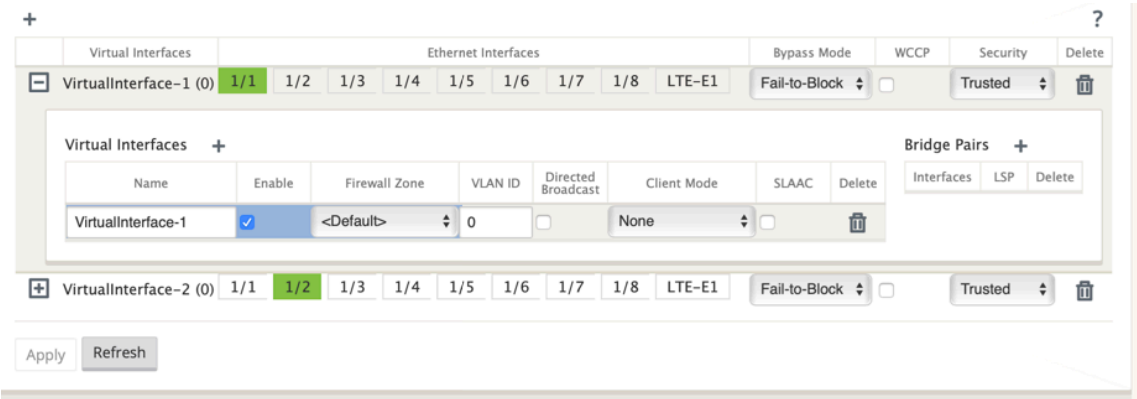 + ?
Virtual Interfaces Ethernet Interfaces Bypass Mode WCCP Security Delete
VirtualInterface-1 (0) 1/1 1/2 1/3 1/4 1/5 1/6 1/7 1/8 LTE-E1 Fail-to-Block Trusted
Virtual Interfaces + Bridge Pairs +
Name Enable Firewall Zone VLAN ID Directed Broadcast Client Mode SLAAC Delete Interfaces LSP Delete
VirtualInterface-1 <Default> 0 None
VirtualInterface-2 (0) 1/1 1/2 1/3 1/4 1/5 1/6 1/7 1/8 LTE-E1 Fail-to-Block Trusted
Apply Refresh